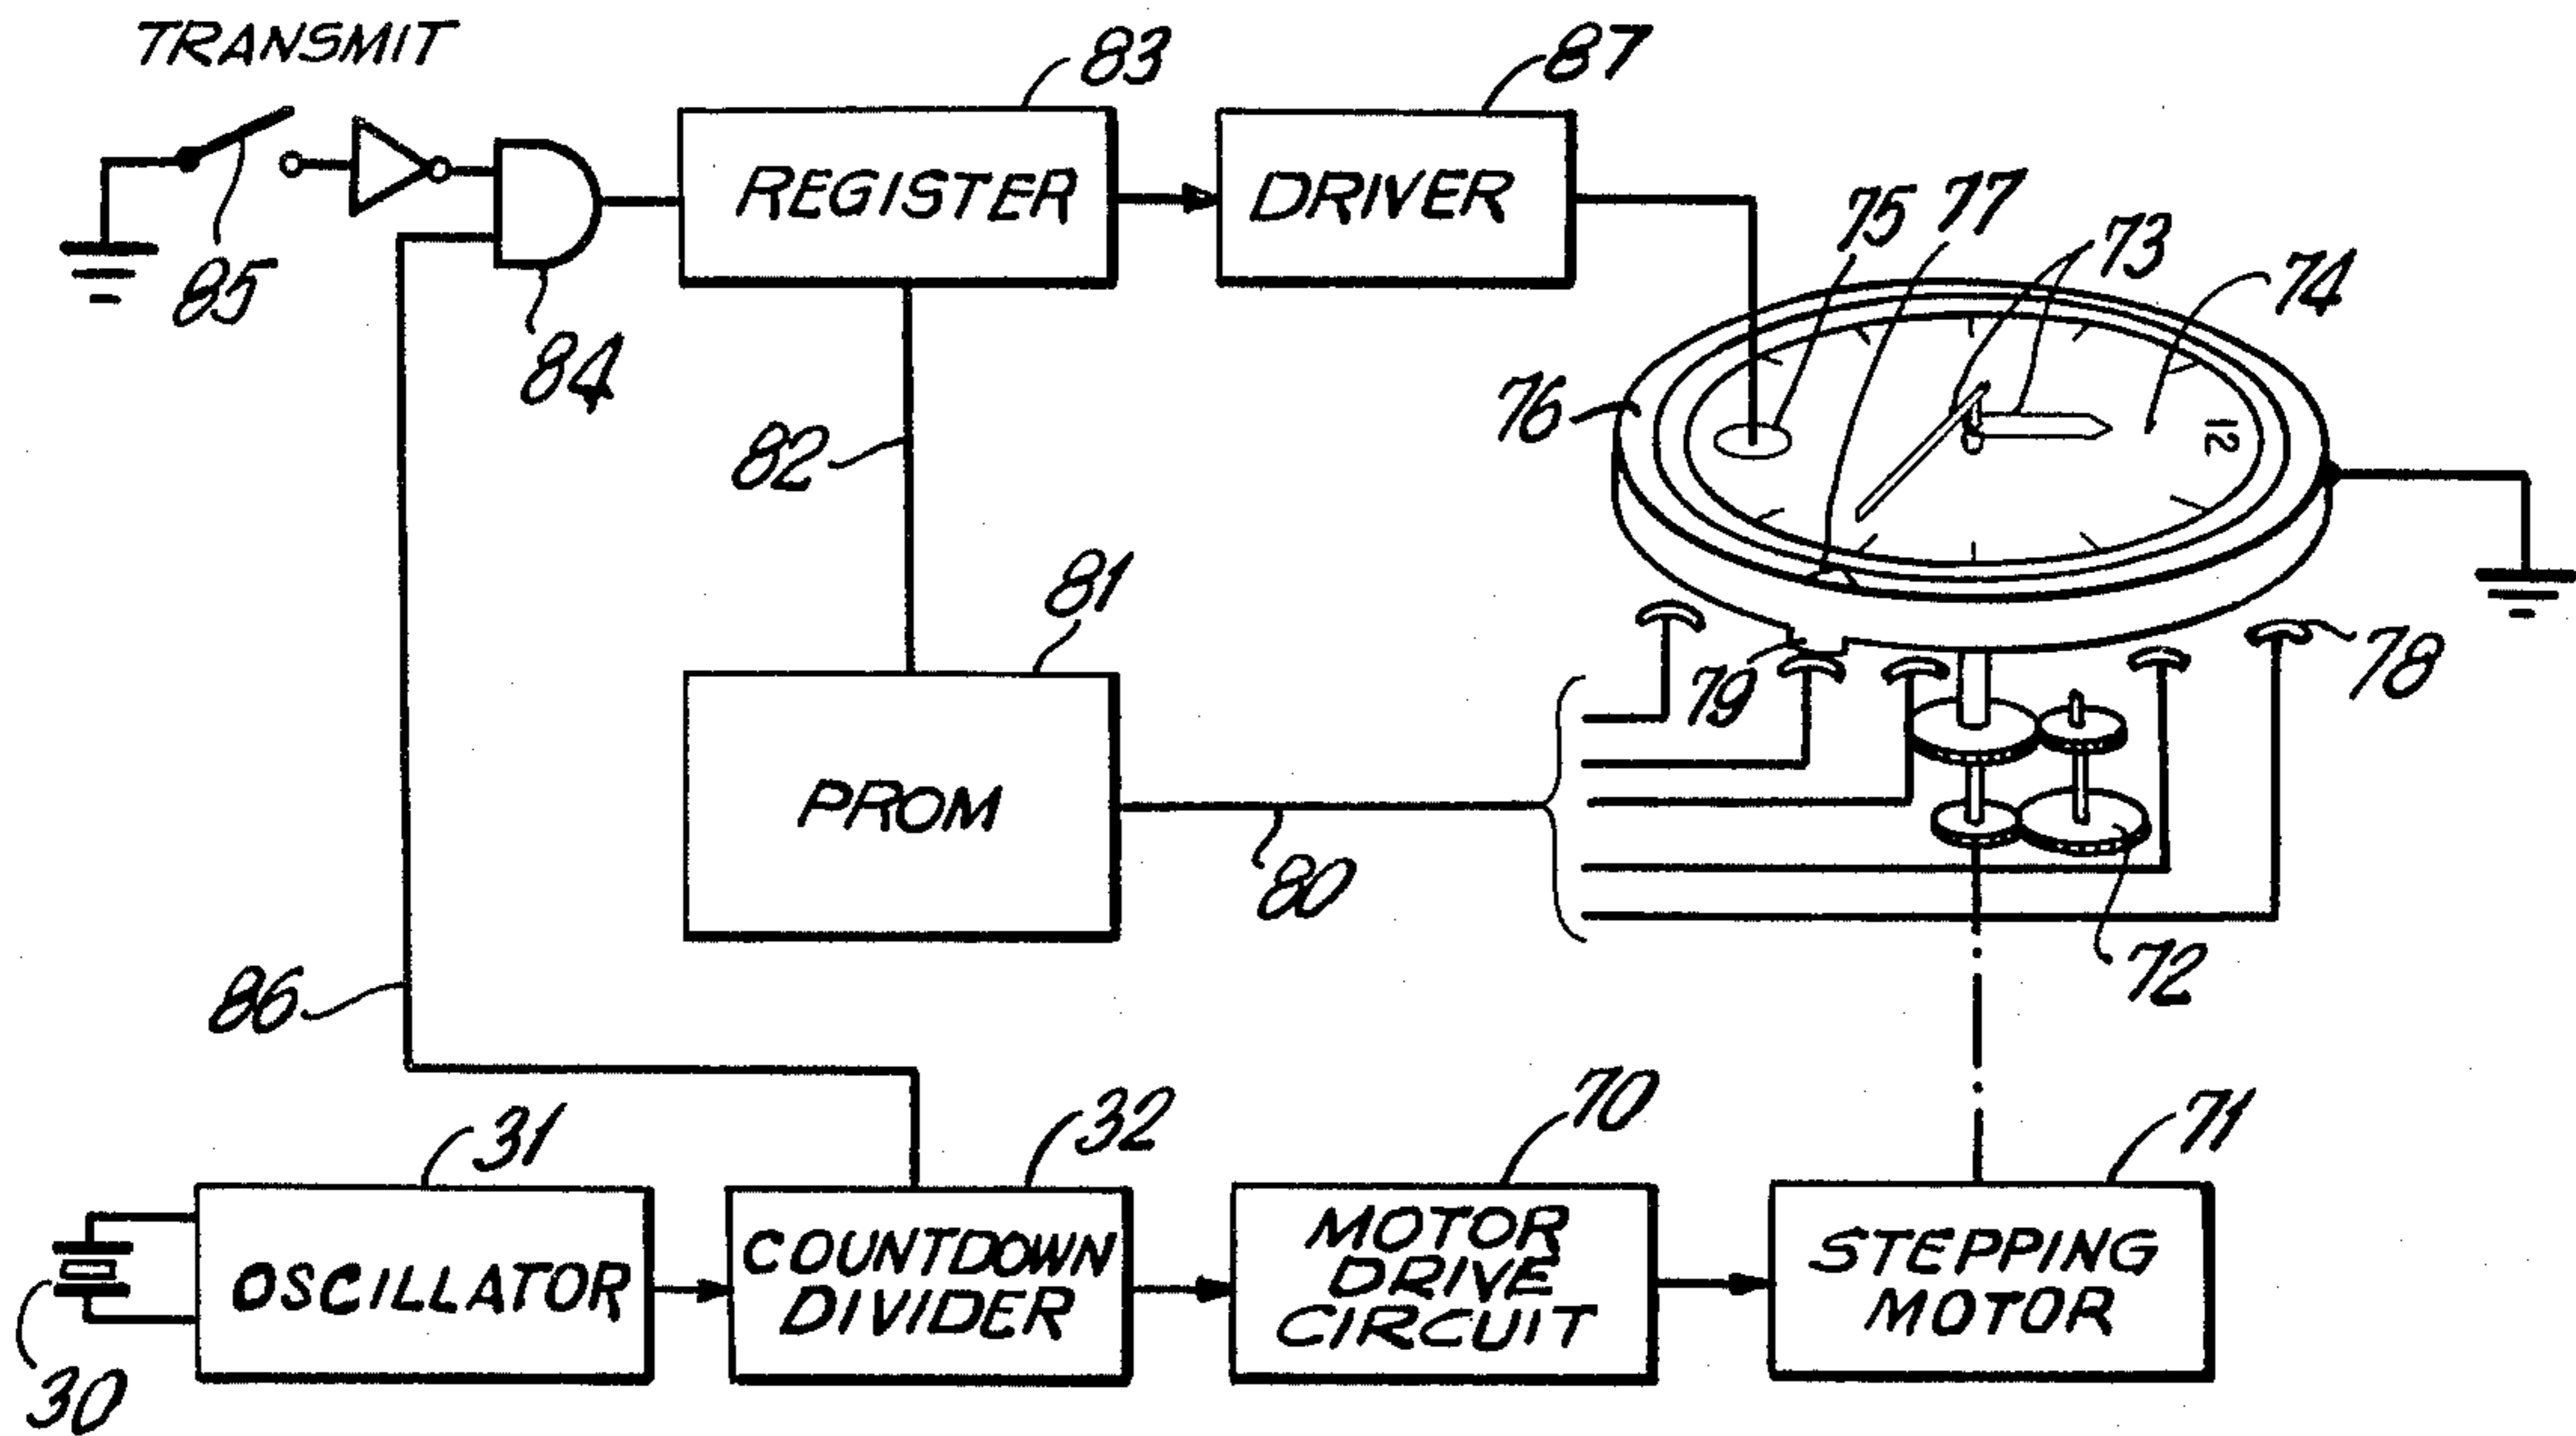 TRANSMIT
83
87
REGISTER
DRIVER
75
77
73
74
85
84
76
12
82
81
79
78
PROM
80
72
86
31
32
70
71
OSCILLATOR
COUNTDOWN
DIVIDER
MOTOR
DRIVE
CIRCUIT
STEPPING
MOTOR
30